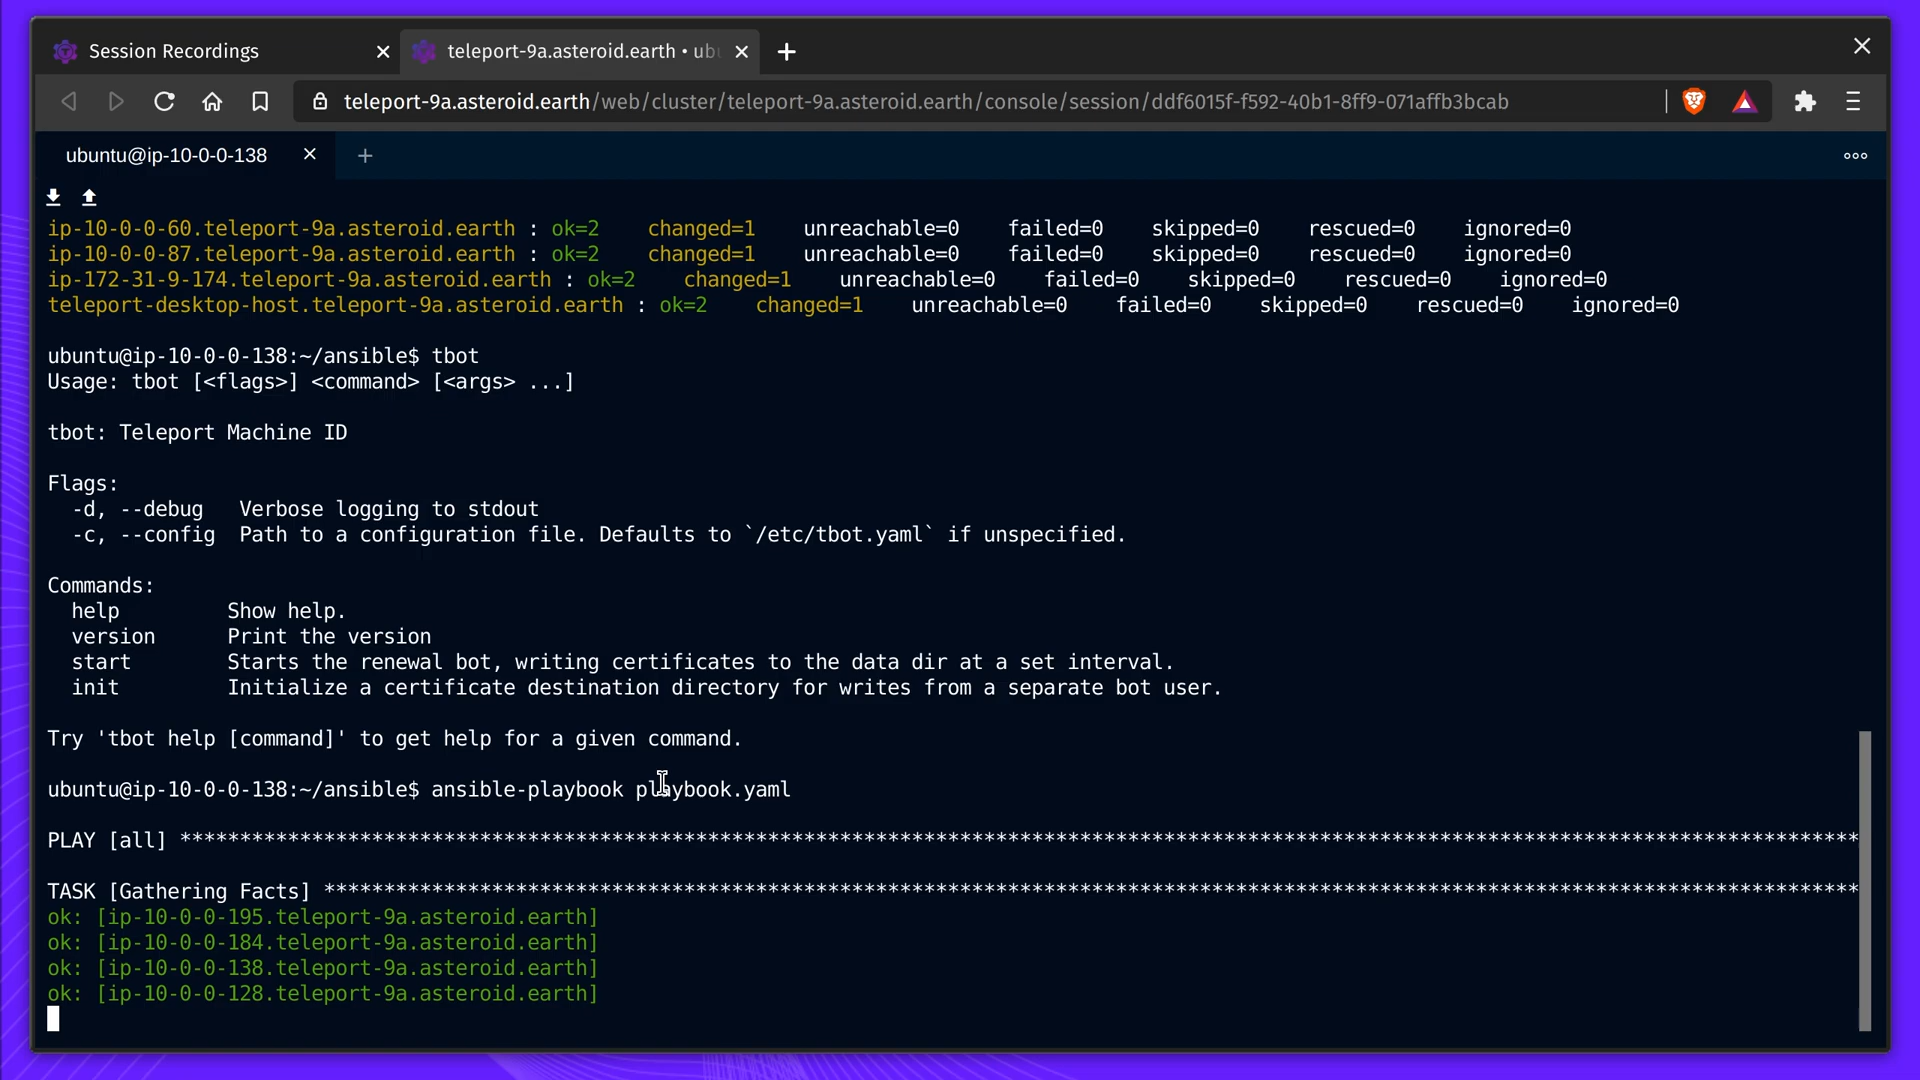 Session Recordings
teleport-9a.asteroid.earth • ub
teleport-9a.asteroid.earth/web/cluster/teleport-9a.asteroid.earth/console/session/ddf6015f-f592-40b1-8ff9-071affb3bcab
ubuntu@ip-10-0-0-138
ip-10-0-0-60.teleport-9a.asteroid.earth : ok=2 changed=1 unreachable=0 failed=0 skipped=0 rescued=0 ignored=0
ip-10-0-0-87.teleport-9a.asteroid.earth : ok=2 changed=1 unreachable=0 failed=0 skipped=0 rescued=0 ignored=0
ip-172-31-9-174.teleport-9a.asteroid.earth : ok=2 changed=1 unreachable=0 failed=0 skipped=0 rescued=0 ignored=0
teleport-desktop-host.teleport-9a.asteroid.earth : ok=2 changed=1 unreachable=0 failed=0 skipped=0 rescued=0 ignored=0
ubuntu@ip-10-0-0-138:~/ansible$ tbot
Usage: tbot [<flags>] <command> [<args> ...]
tbot: Teleport Machine ID
Flags:
-d, --debug Verbose logging to stdout
-c, --config Path to a configuration file. Defaults to `/etc/tbot.yaml` if unspecified.
Commands:
help Show help.
version Print the version
start Starts the renewal bot, writing certificates to the data dir at a set interval.
init Initialize a certificate destination directory for writes from a separate bot user.
Try 'tbot help [command]' to get help for a given command.
ubuntu@ip-10-0-0-138:~/ansible$ ansible-playbook playbook.yaml
PLAY [all] ********************************************************************************************************************************************
TASK [Gathering Facts] ********************************************************************************************************************************
ok: [ip-10-0-0-195.teleport-9a.asteroid.earth]
ok: [ip-10-0-0-184.teleport-9a.asteroid.earth]
ok: [ip-10-0-0-138.teleport-9a.asteroid.earth]
ok: [ip-10-0-0-128.teleport-9a.asteroid.earth]